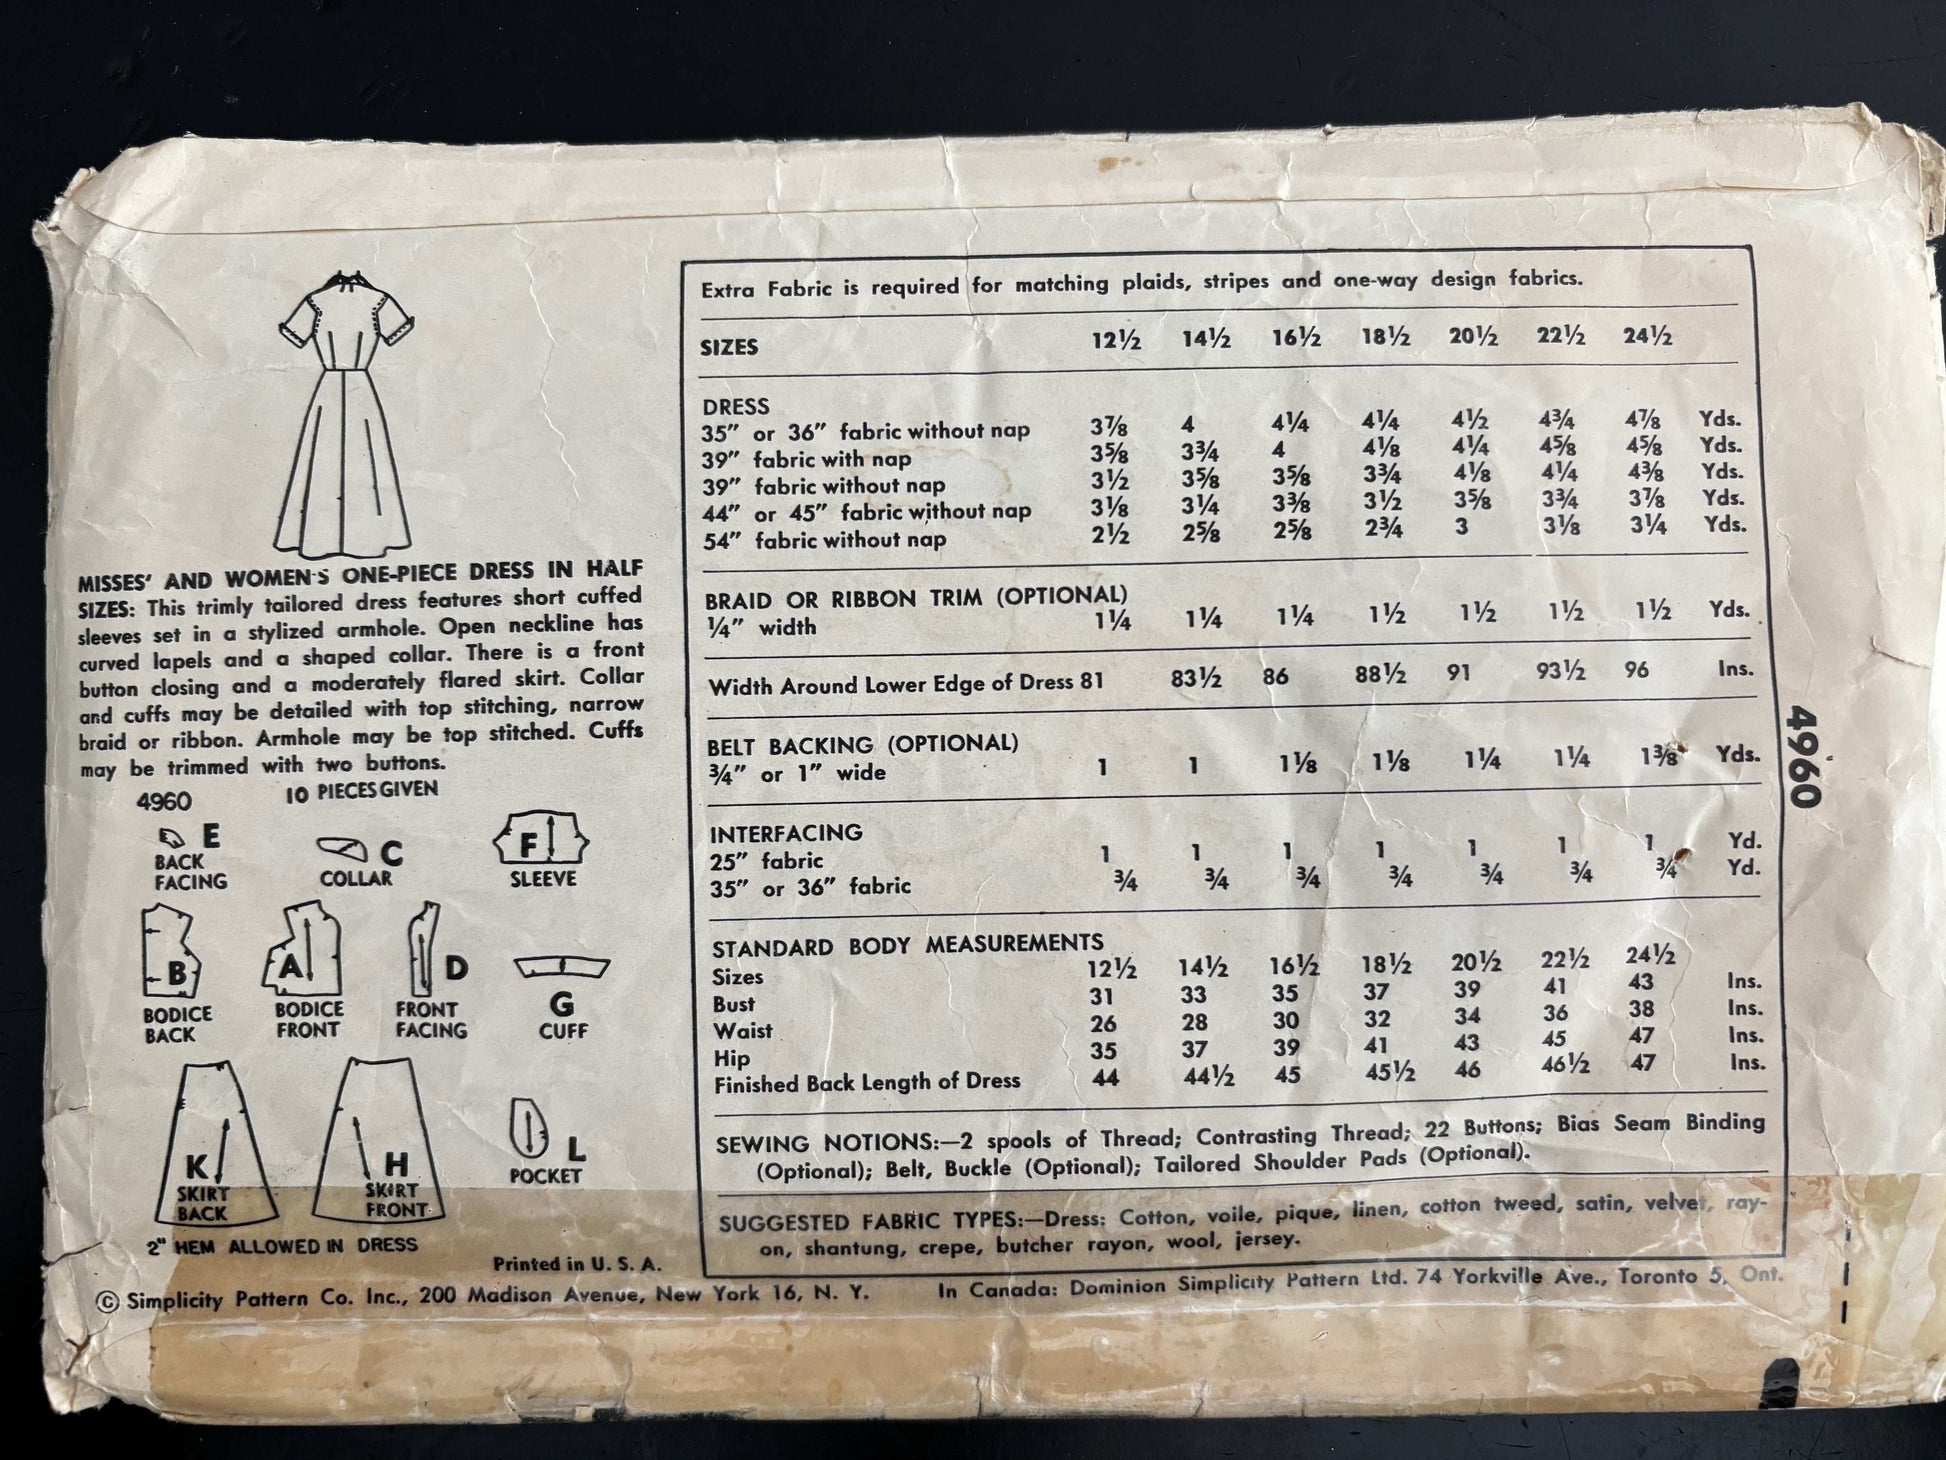 MISSES' AND WOMEN'S ONE-PIECE DRESS IN HALF
SIZES: This trimly tailored dress features short cuffed
sleeves set in a stylized armhole. Open neckline has
curved lapels and a shaped collar. There is a front
button closing and a moderately flared skirt. Collar
and cuffs may be detailed with top stitching, narrow
braid or ribbon. Armhole may be top stitched. Cuffs
may be trimmed with two buttons.
4960 10 PIECES GIVEN
E
BACK
FACING
C
COLLAR
F
SLEEVE
B
BODICE
BACK
A
BODICE
FRONT
D
FRONT
FACING
G
CUFF
K
SKIRT
BACK
H
SKIRT
FRONT
L
POCKET
2" HEM ALLOWED IN DRESS
Printed in U. S. A.
Extra Fabric is required for matching plaids, stripes and one-way design fabrics.
SIZES 12½ 14½ 16½ 18½ 20½ 22½ 24½
DRESS
35" or 36" fabric without nap 3⅞ 4 4¼ 4¼ 4½ 4¾ 4⅞ Yds.
39" fabric with nap 3⅝ 3¾ 4 4⅛ 4¼ 4⅝ 4⅝ Yds.
39" fabric without nap 3½ 3⅝ 3⅝ 3¾ 4⅛ 4¼ 4⅜ Yds.
44" or 45" fabric without nap 3⅛ 3¼ 3⅜ 3½ 3⅝ 3¾ 3⅞ Yds.
54" fabric without nap 2½ 2⅝ 2⅝ 2¾ 3 3⅛ 3¼ Yds.
BRAID OR RIBBON TRIM (OPTIONAL)
¼" width 1¼ 1¼ 1¼ 1½ 1½ 1½ 1½ Yds.
Width Around Lower Edge of Dress 81 83½ 86 88½ 91 93½ 96 Ins.
BELT BACKING (OPTIONAL)
¾" or 1" wide 1 1 1⅛ 1⅛ 1¼ 1¼ 1⅜ Yds.
INTERFACING
25" fabric 1 1 1 1 1 1 1 Yd.
35" or 36" fabric ¾ ¾ ¾ ¾ ¾ ¾ ¾ Yd.
STANDARD BODY MEASUREMENTS
Sizes 12½ 14½ 16½ 18½ 20½ 22½ 24½
Bust 31 33 35 37 39 41 43 Ins.
Waist 26 28 30 32 34 36 38 Ins.
Hip 35 37 39 41 43 45 47 Ins.
Finished Back Length of Dress 44 44½ 45 45½ 46 46½ 47 Ins.
SEWING NOTIONS:—2 spools of Thread; Contrasting Thread; 22 Buttons; Bias Seam Binding
(Optional); Belt, Buckle (Optional); Tailored Shoulder Pads (Optional).
SUGGESTED FABRIC TYPES:—Dress: Cotton, voile, pique, linen, cotton tweed, satin, velvet, ray-
on, shantung, crepe, butcher rayon, wool, jersey.
© Simplicity Pattern Co. Inc., 200 Madison Avenue, New York 16, N. Y. In Canada: Dominion Simplicity Pattern Ltd. 74 Yorkville Ave., Toronto 5, Ont.
4960